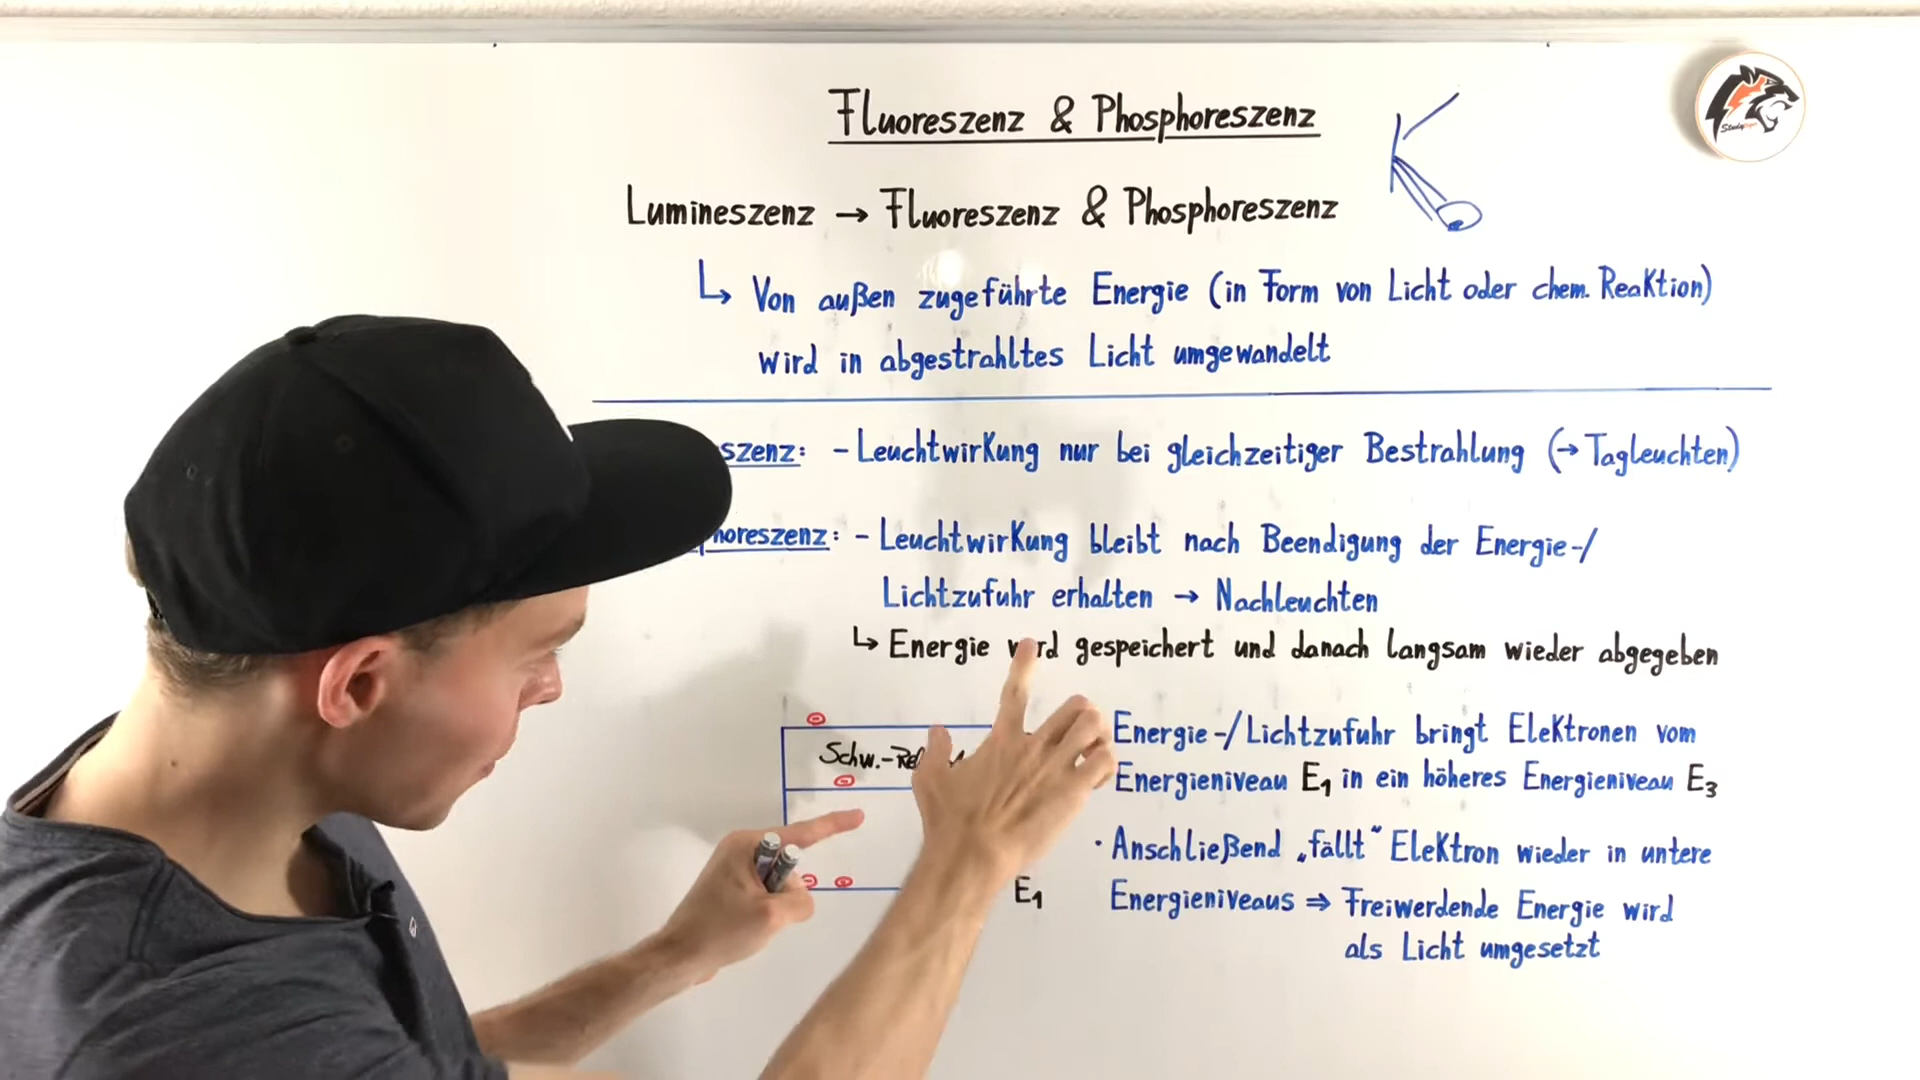 Fluoreszenz & Phosphoreszenz
Lumineszenz → Fluoreszenz & Phosphoreszenz
↳ Von außen zugeführte Energie (in Form von Licht oder chem. Reaktion)
wird in abgestrahltes Licht umgewandelt
szenz: - Leuchtwirkung nur bei gleichzeitiger Bestrahlung (→ Tagleuchten)
phoreszenz: - Leuchtwirkung bleibt nach Beendigung der Energie-/
Lichtzufuhr erhalten → Nachleuchten
↳ Energie wird gespeichert und danach langsam wieder abgegeben
Schw.-
E1
Energie-/Lichtzufuhr bringt Elektronen vom
Energieniveau E1 in ein höheres Energieniveau E3
· Anschließend „fällt“ Elektron wieder in untere
Energieniveaus ⇒ Freiwerdende Energie wird
als Licht umgesetzt